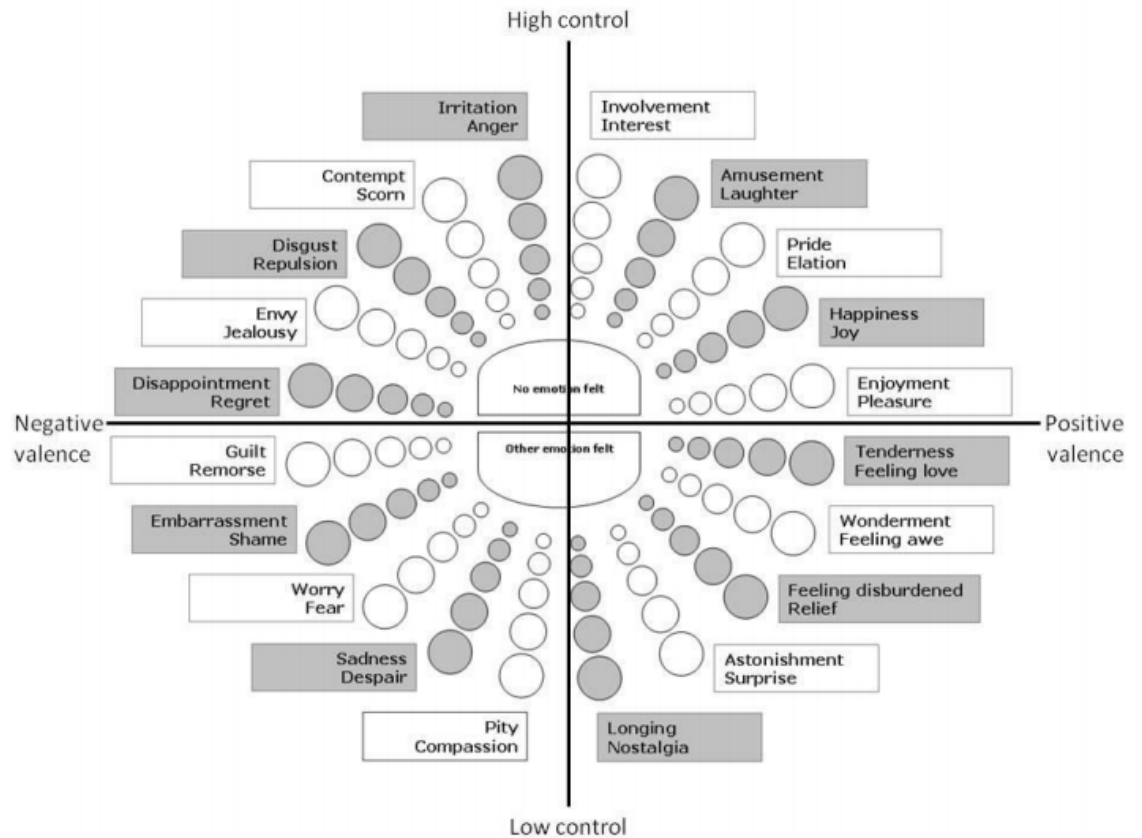 High control
Irritation
Anger
Involvement
Interest
Contempt
Scorn
Amusement
Laughter
Disgust
Repulsion
Pride
Elation
Envy
Jealousy
Happiness
Joy
Disappointment
Regret
No emotion felt
Enjoyment
Pleasure
Negative
valence
Positive
valence
Guilt
Remorse
Other emotion felt
Tenderness
Feeling love
Embarrassment
Shame
Wonderment
Feeling awe
Worry
Fear
Feeling disburdened
Relief
Sadness
Despair
Astonishment
Surprise
Pity
Compassion
Longing
Nostalgia
Low control